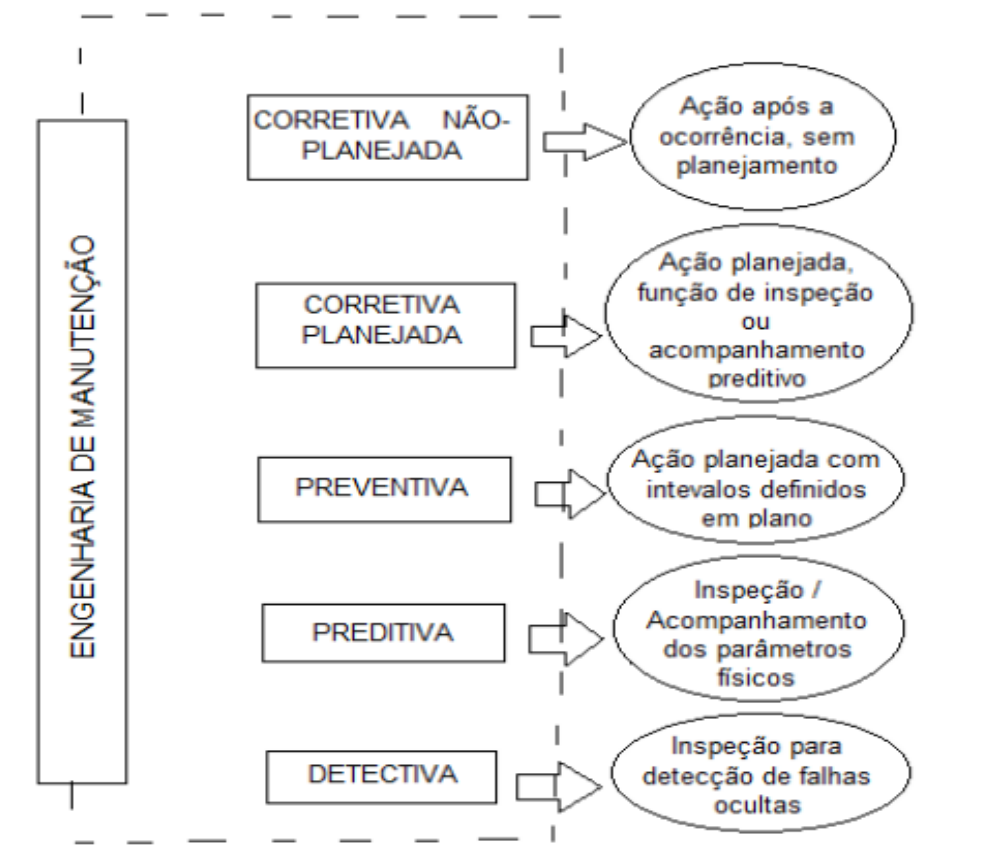 ENGENHARIA DE MANUTENÇÃO
CORRETIVA NÃO-
PLANEJADA
Ação após a
ocorrência, sem
planejamento
CORRETIVA
PLANEJADA
Ação planejada,
função de inspeção
ou
acompanhamento
preditivo
PREVENTIVA
Ação planejada com
intevalos definidos
em plano
PREDITIVA
Inspeção /
Acompanhamento
dos parâmetros
físicos
DETECTIVA
Inspeção para
detecção de falhas
ocultas